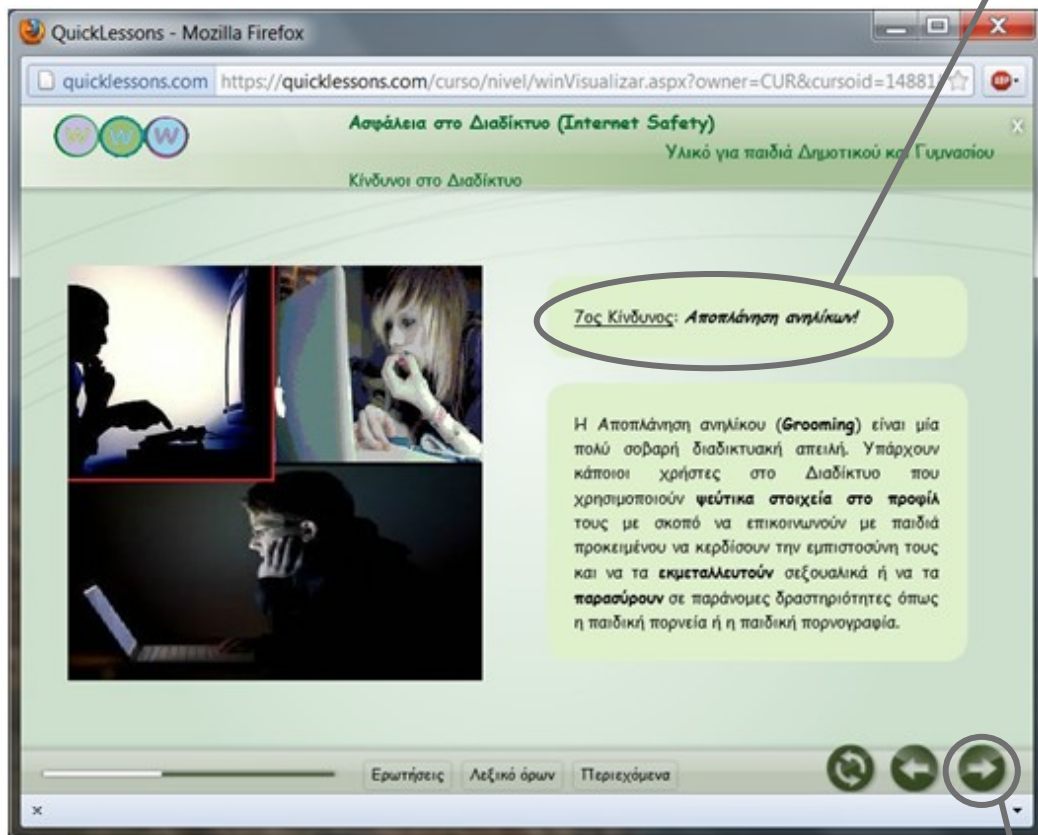 QuickLessons - Mozilla Firefox
quicklessons.com https://quicklessons.com/curso/nivel/winVisualizar.aspx?owner=CUR&cursoid=14881
ABP
WWW
Ασφάλεια στο Διαδίκτυο (Internet Safety)
Υλικό για παιδιά Δημοτικού και Γυμνασίου
Κίνδυνοι στο Διαδίκτυο
7ος Κίνδυνος: Αποπλάνηση ανηλίκων!
Η Αποπλάνηση ανηλίκου (Grooming) είναι μία
πολύ σοβαρή διαδικτυακή απειλή. Υπάρχουν
κάποιοι χρήστες στο Διαδίκτυο που
χρησιμοποιούν ψεύτικα στοιχεία στο προφίλ
τους με σκοπό να επικοινωνούν με παιδιά
προκειμένου να κερδίσουν την εμπιστοσύνη τους
και να τα εκμεταλλευτούν σεξουαλικά ή να τα
παρασύρουν σε παράνομες δραστηριότητες όπως
η παιδική πορνεία ή η παιδική πορνογραφία.
Ερωτήσεις Λεξικό όρων Περιεχόμενα